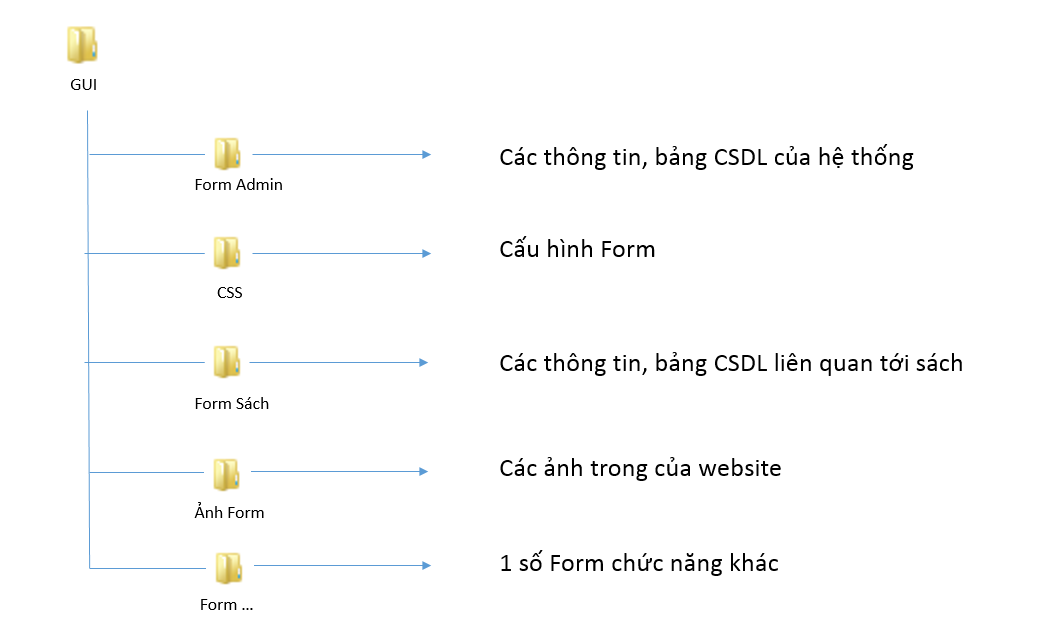 GUI
Form Admin
Các thông tin, bảng CSDL của hệ thống
CSS
Cấu hình Form
Form Sách
Các thông tin, bảng CSDL liên quan tới sách
Ảnh Form
Các ảnh trong của website
Form ...
1 số Form chức năng khác